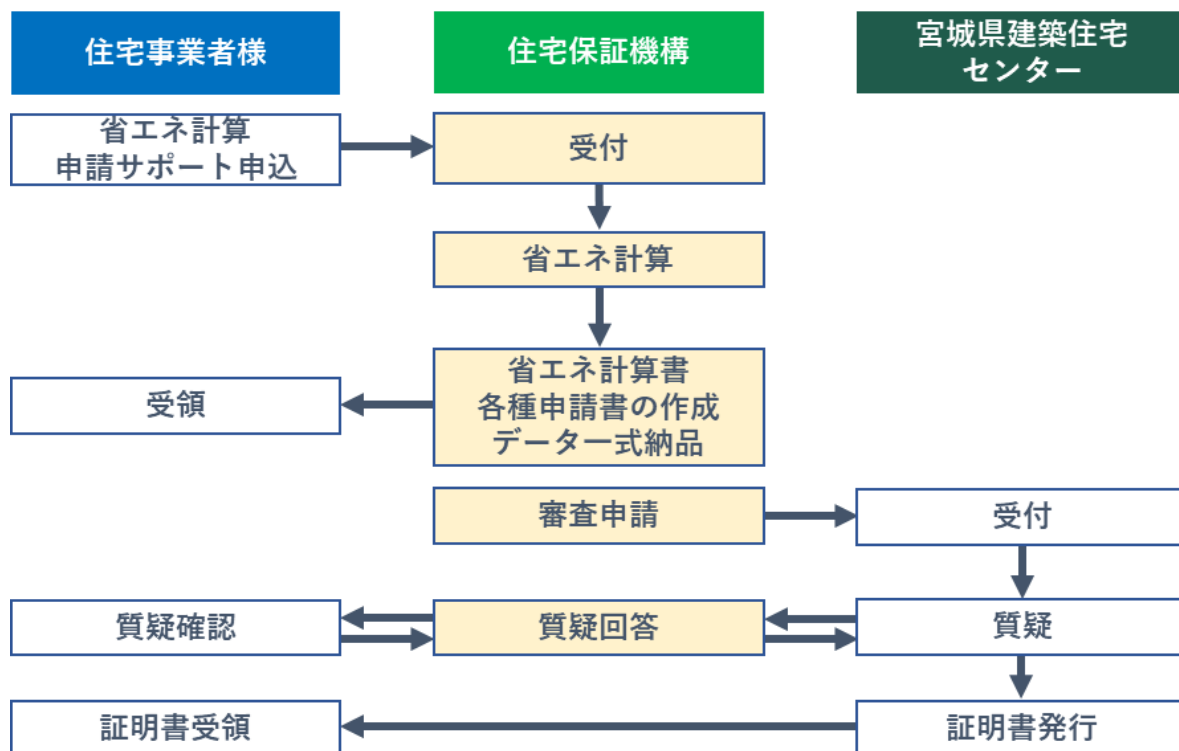 住宅事業者様
住宅保証機構
宮城県建築住宅
センター
省エネ計算
申請サポート申込
受付
省エネ計算
省エネ計算書
各種申請書の作成
データ一式納品
受領
審査申請
受付
質疑確認
質疑回答
質疑
証明書受領
証明書発行